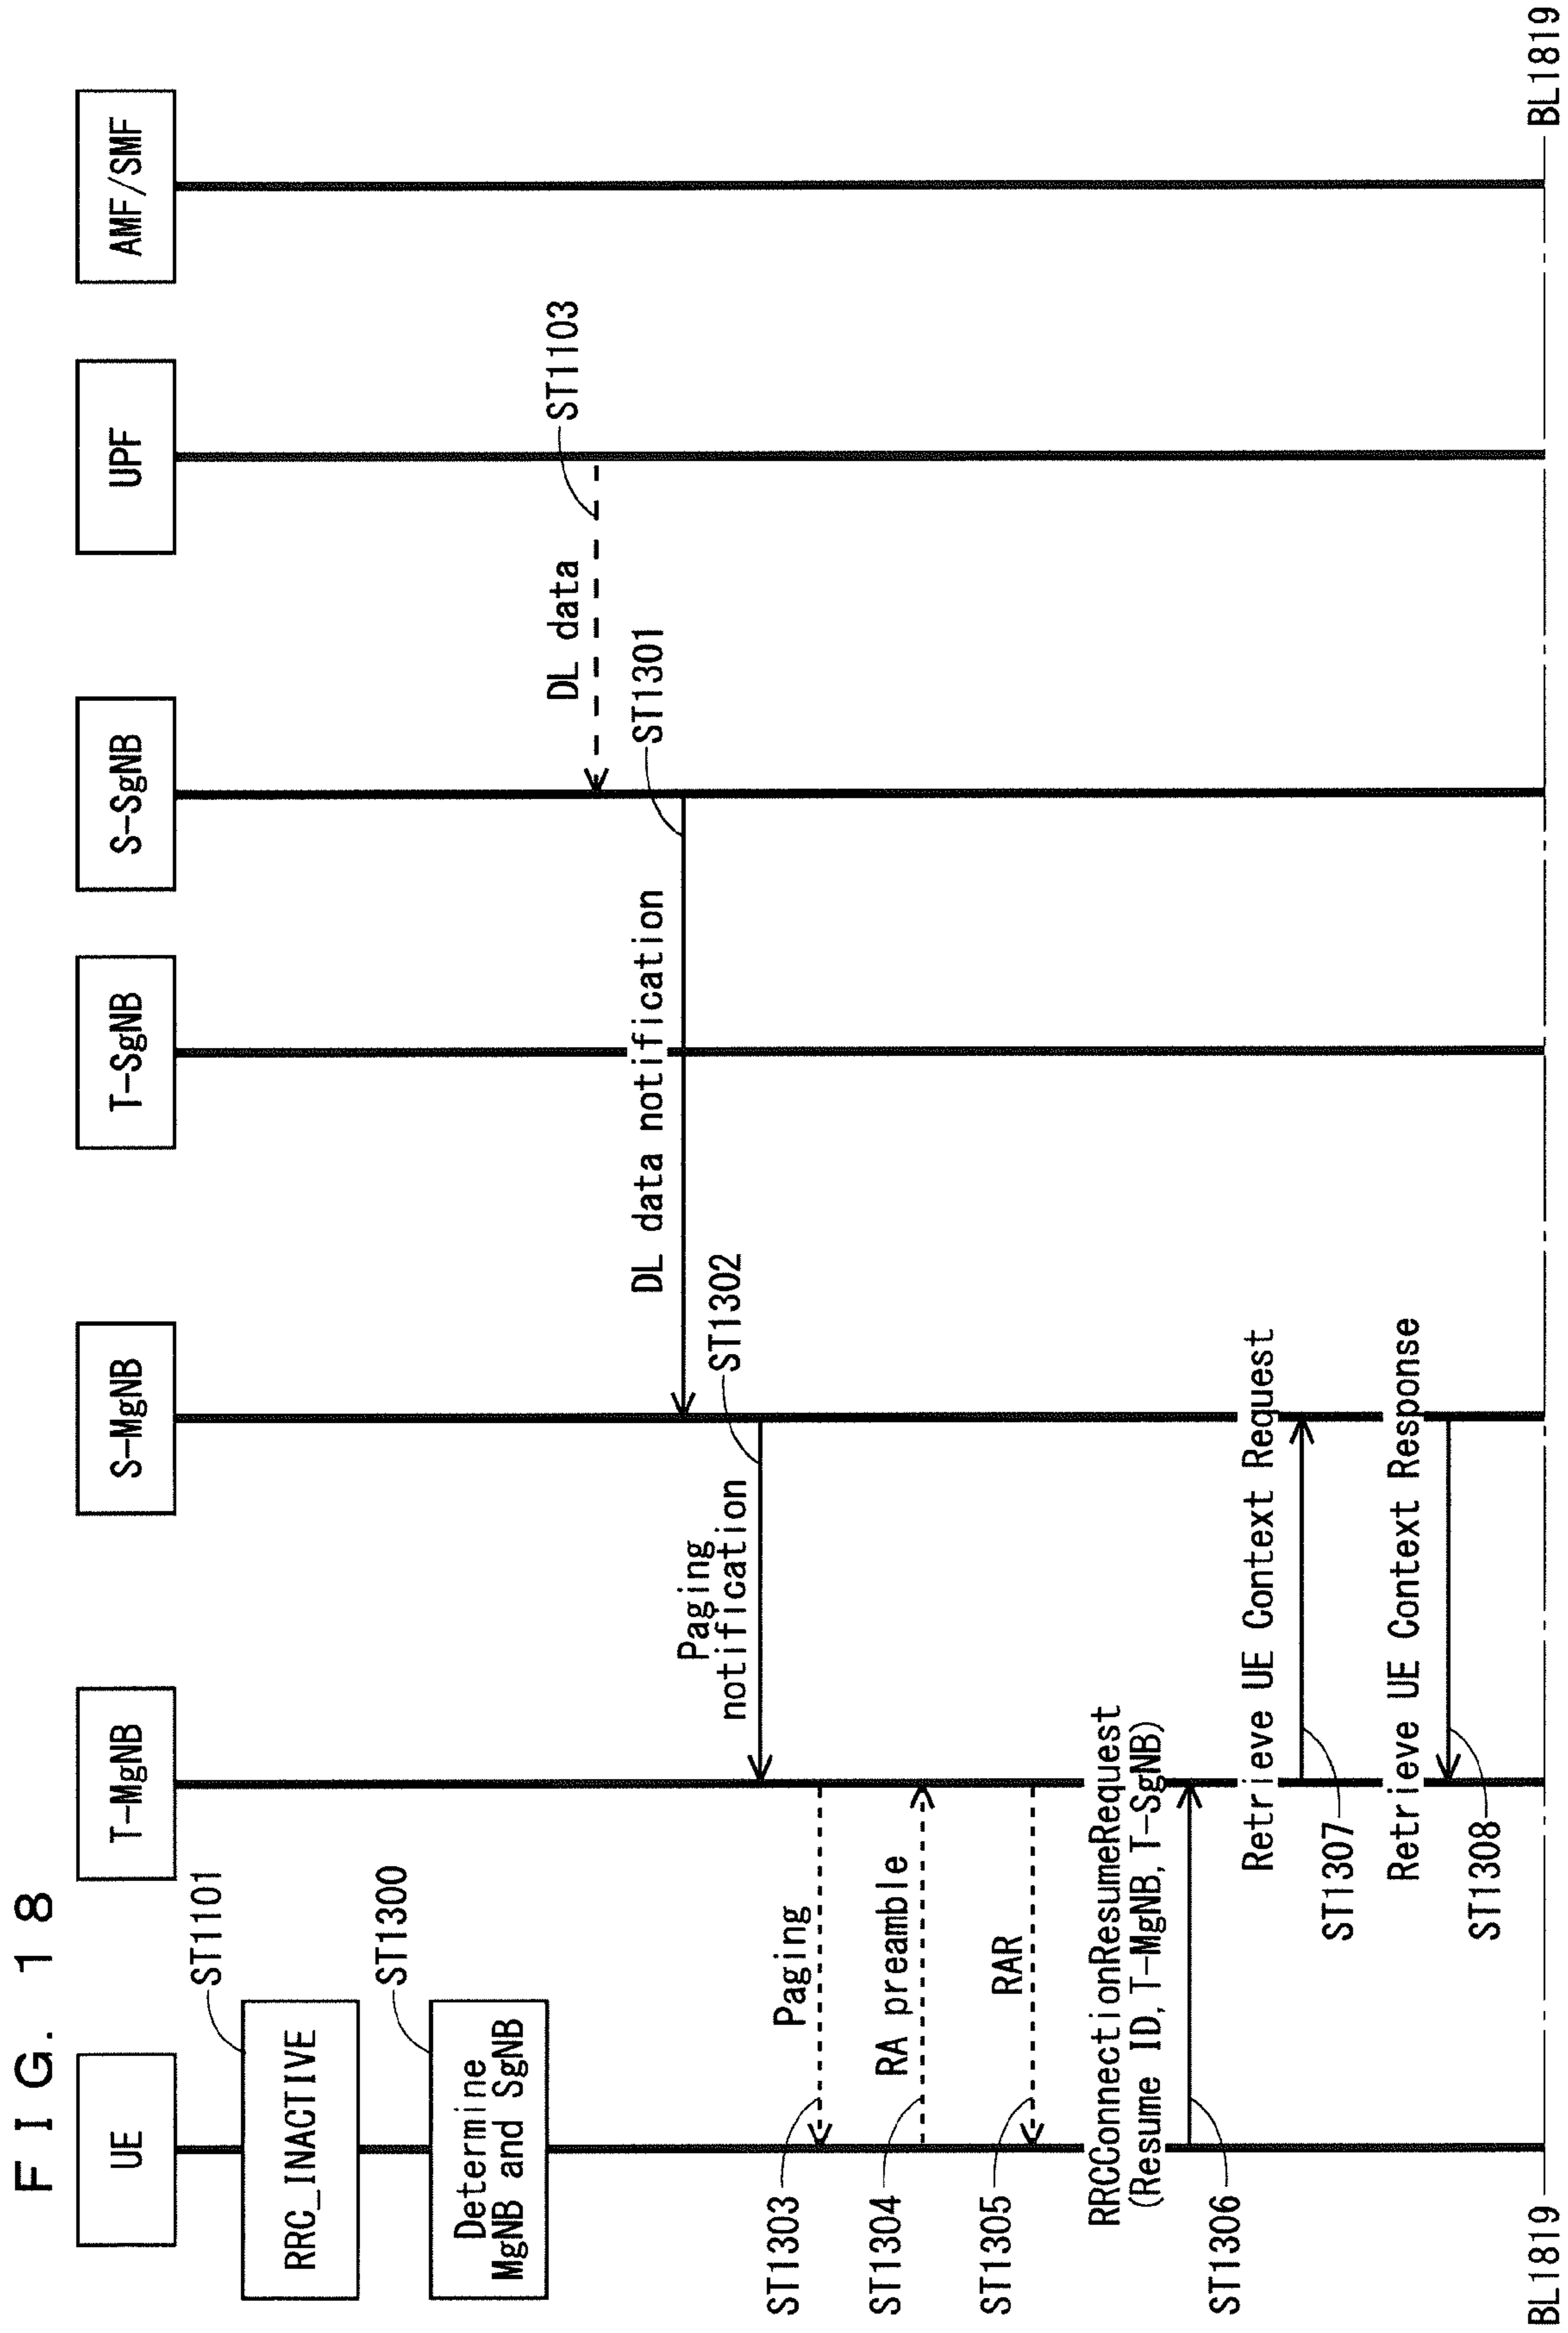 FIG. 18
UE
T-MgNB
S-MgNB
T-SgNB
S-SgNB
UPF
AMF/SMF
RRC_INACTIVE
ST1101
Determine
MgNB and SgNB
ST1300
DL data
ST1103
DL data notification
ST1301
Paging
notification
ST1302
ST1303
Paging
ST1304
RA preamble
ST1305
RAR
RRCConnectionResumeRequest
(Resume ID, T-MgNB, T-SgNB)
ST1306
Retrieve UE Context Request
ST1307
Retrieve UE Context Response
ST1308
BL1819
BL1819